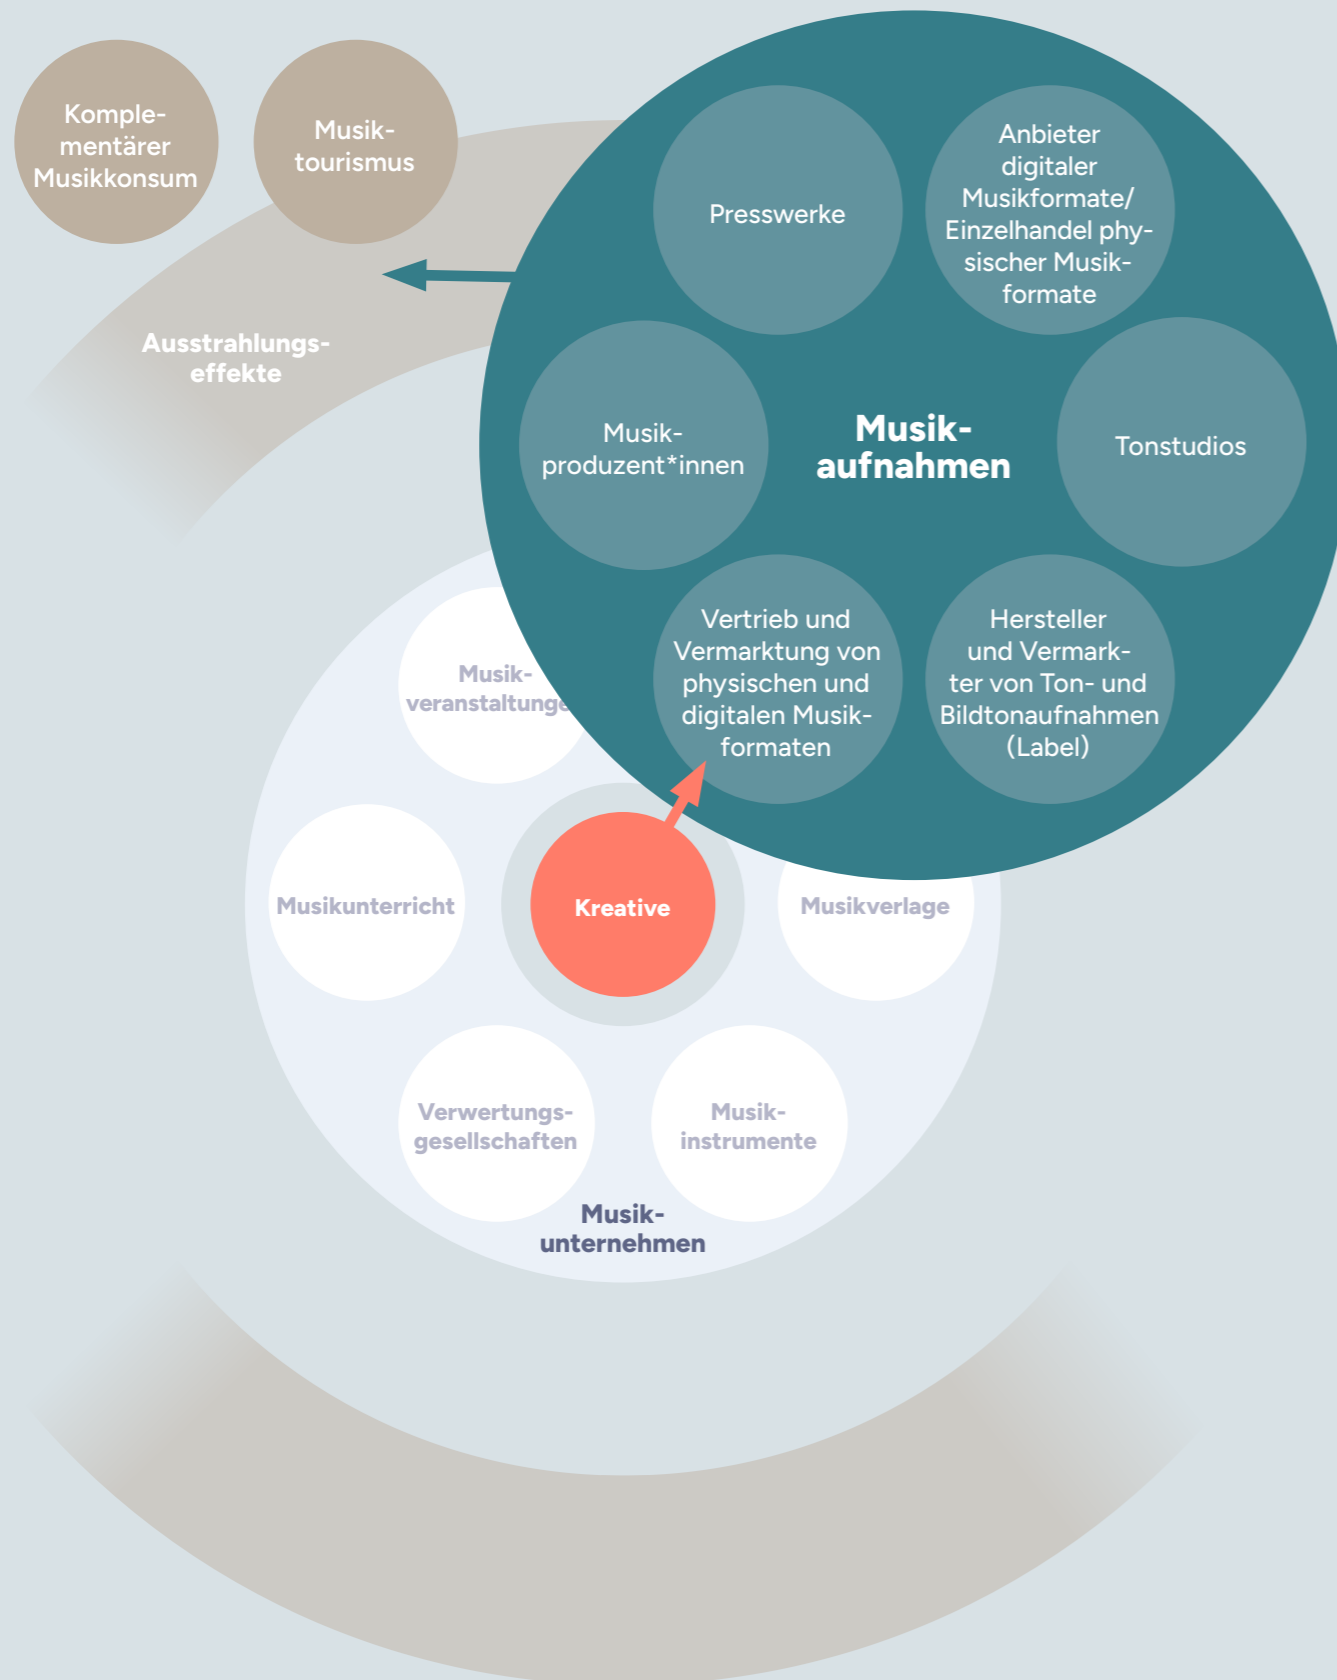 Komple-
mentärer
Musikkonsum
Musik-
tourismus
Ausstrahlungs-
effekte
Presswerke
Anbieter
digitaler
Musikformate/
Einzelhandel phy-
sischer Musik-
formate
Musik-
produzent*innen
Musik-
aufnahmen
Tonstudios
Vertrieb und
Vermarktung von
physischen und
digitalen Musik-
formaten
Hersteller
und Vermark-
ter von Ton- und
Bildtonaufnahmen
(Label)
Musik-
veranstaltunge
Musikunterricht
Kreative
Musikverlage
Verwertungs-
gesellschaften
Musik-
instrumente
Musik-
unternehmen